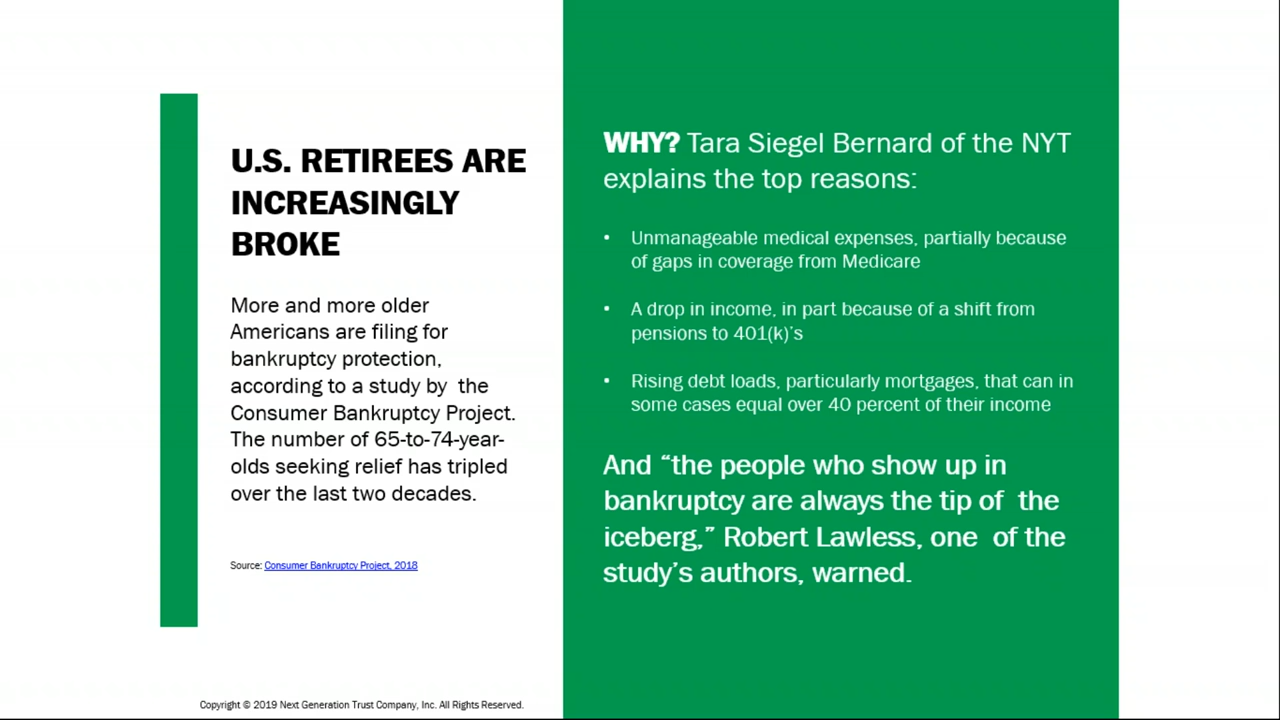 U.S. RETIREES ARE
INCREASINGLY
BROKE
More and more older
Americans are filing for
bankruptcy protection,
according to a study by  the
Consumer Bankruptcy Project.
The number of 65-to-74-year-
olds seeking relief has tripled
over the last two decades.
Source: Consumer Bankruptcy Project, 2018
Copyright © 2019 Next Generation Trust Company, Inc. All Rights Reserved.
WHY? Tara Siegel Bernard of the NYT
explains the top reasons:
• Unmanageable medical expenses, partially because
of gaps in coverage from Medicare
• A drop in income, in part because of a shift from
pensions to 401(k)’s
• Rising debt loads, particularly mortgages, that can in
some cases equal over 40 percent of their income
And “the people who show up in
bankruptcy are always the tip of  the
iceberg,” Robert Lawless, one  of the
study’s authors, warned.